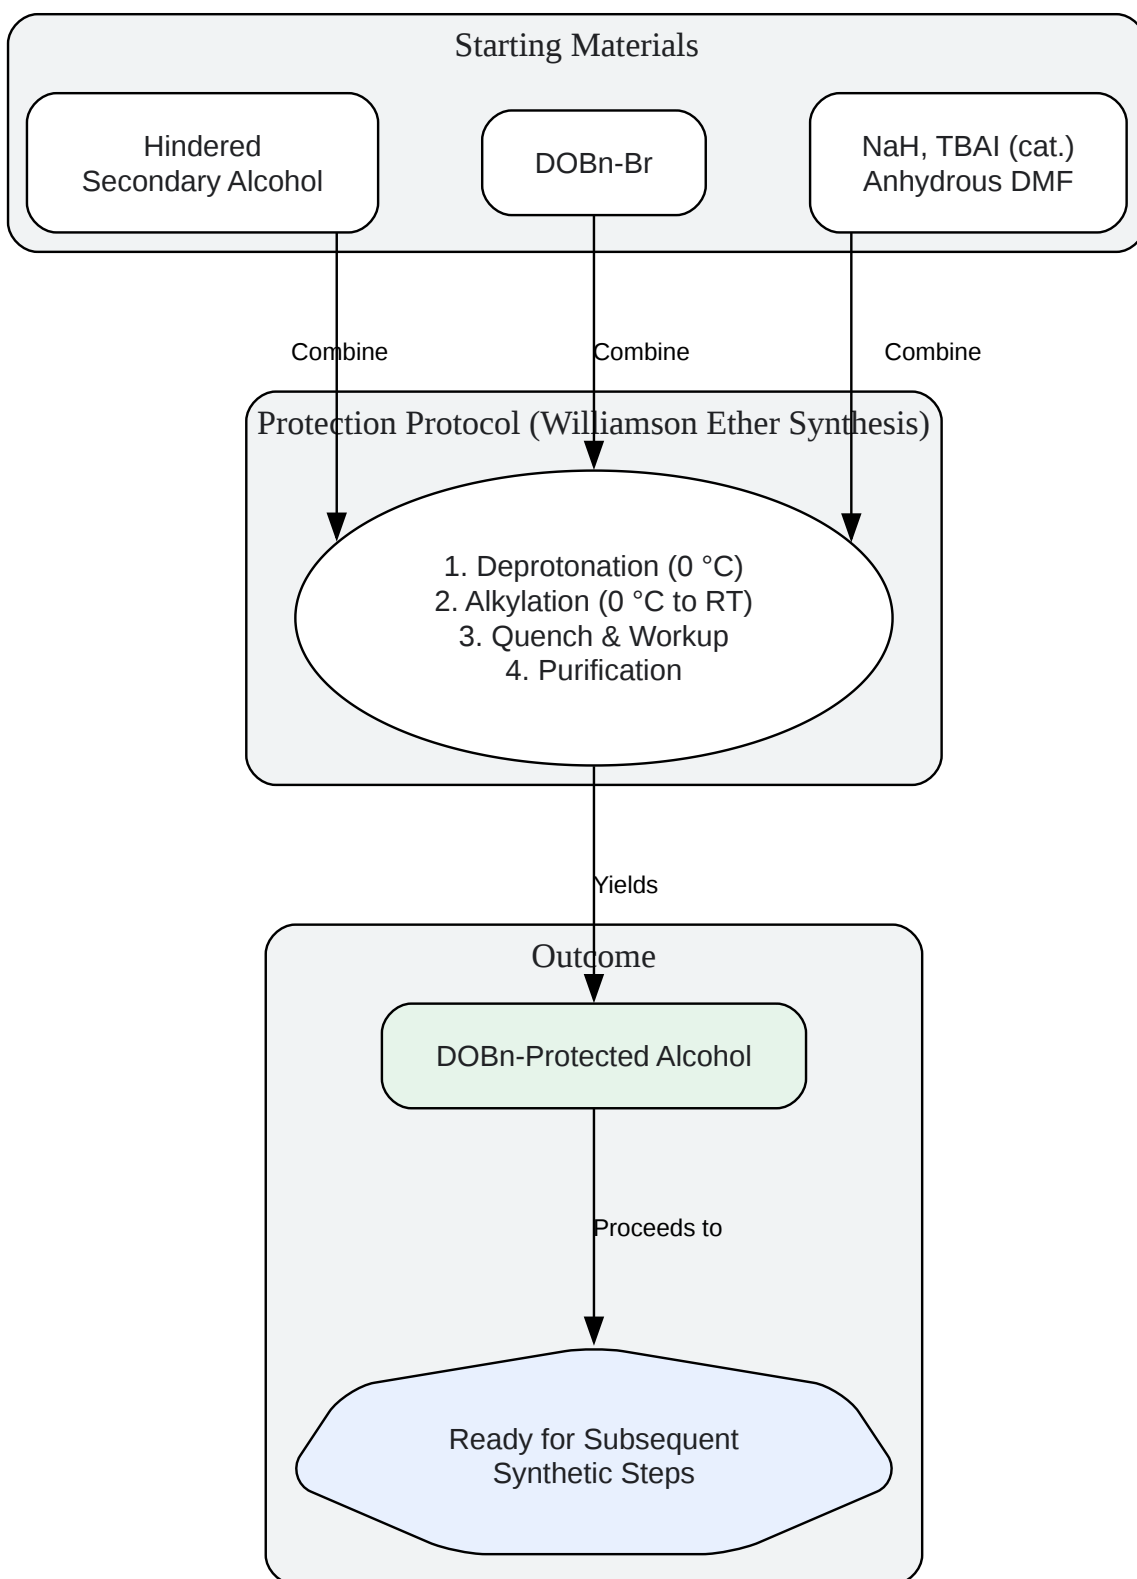 Starting Materials
Hindered
Secondary Alcohol
DOBn-Br
NaH, TBAI (cat.)
Anhydrous DMF
Combine
Combine
Combine
Protection Protocol (Williamson Ether Synthesis)
1. Deprotonation (0 °C)
2. Alkylation (0 °C to RT)
3. Quench & Workup
4. Purification
Yields
Outcome
DOBn-Protected Alcohol
Proceeds to
Ready for Subsequent
Synthetic Steps